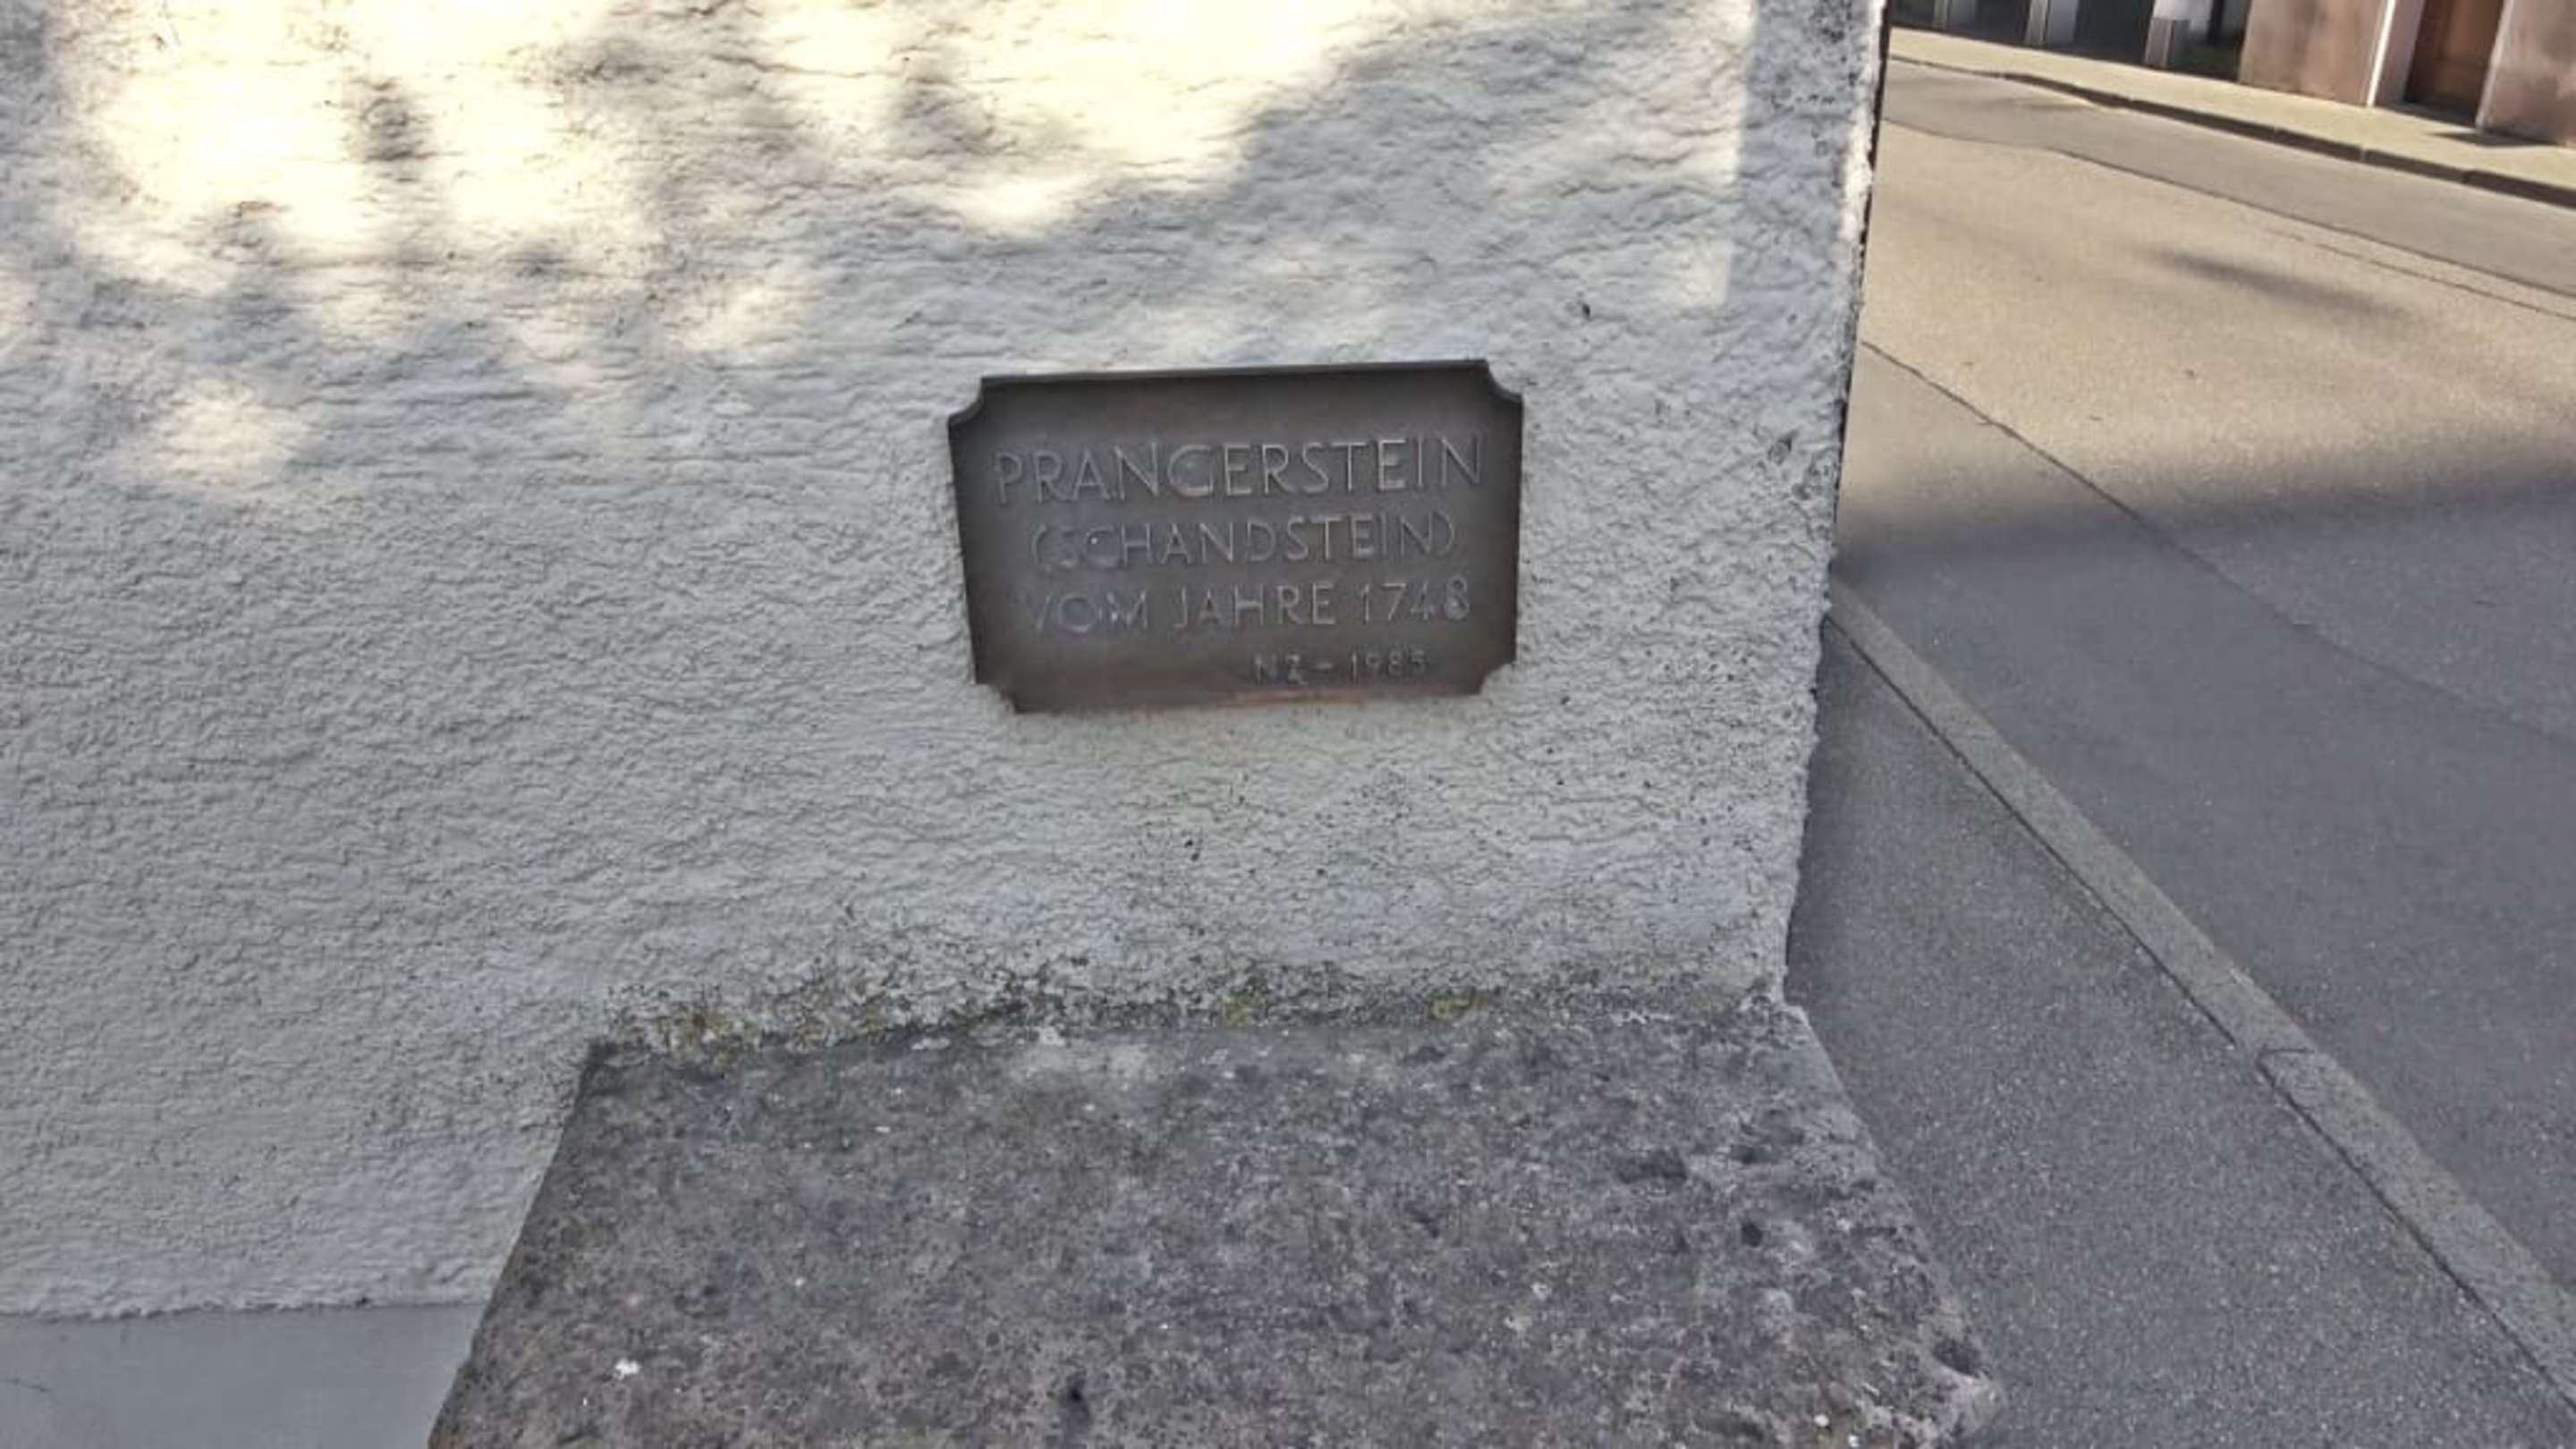 PRANGERSTEIN
(SCHANDSTEIN)
VOM JAHRE 1748
NZ - 1985